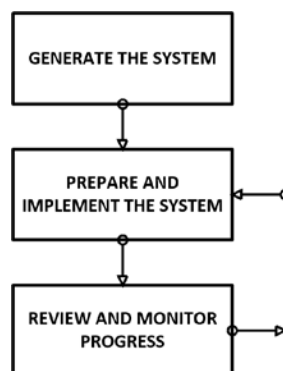 GENERATE THE SYSTEM
PREPARE AND
IMPLEMENT THE SYSTEM
REVIEW AND MONITOR
PROGRESS